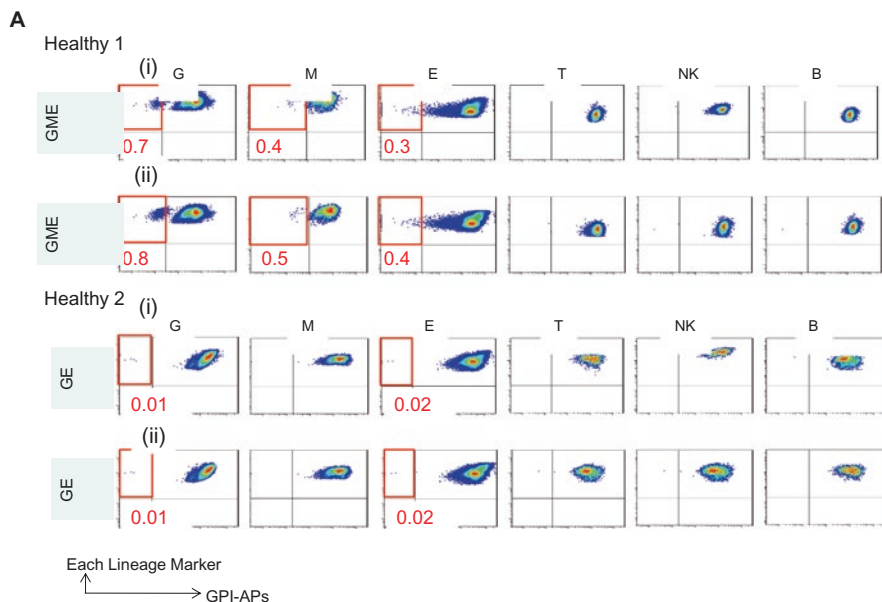 A
Healthy 1
(i)
G M E T NK B
GME
0.7 0.4 0.3
(ii)
GME
0.8 0.5 0.4
Healthy 2
(i)
G M E T NK B
GE
0.01 0.02
(ii)
GE
0.01 0.02
Each Lineage Marker
GPI-APs